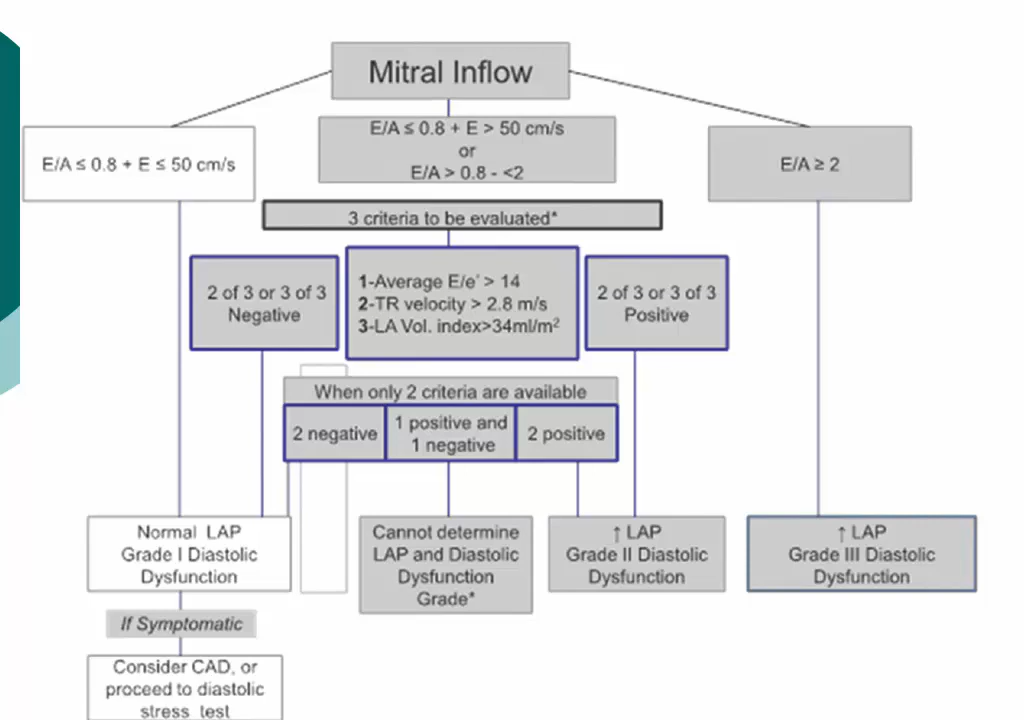 Mitral Inflow
E/A ≤ 0.8 + E ≤ 50 cm/s
E/A ≤ 0.8 + E > 50 cm/s
or
E/A > 0.8 - <2
E/A ≥ 2
3 criteria to be evaluated*
2 of 3 or 3 of 3
Negative
1-Average E/e' > 14
2-TR velocity > 2.8 m/s
3-LA Vol. index>34ml/m²
2 of 3 or 3 of 3
Positive
When only 2 criteria are available
2 negative
1 positive and
1 negative
2 positive
Normal LAP
Grade I Diastolic
Dysfunction
Cannot determine
LAP and Diastolic
Dysfunction
Grade*
↑ LAP
Grade II Diastolic
Dysfunction
↑ LAP
Grade III Diastolic
Dysfunction
If Symptomatic
Consider CAD, or
proceed to diastolic
stress test